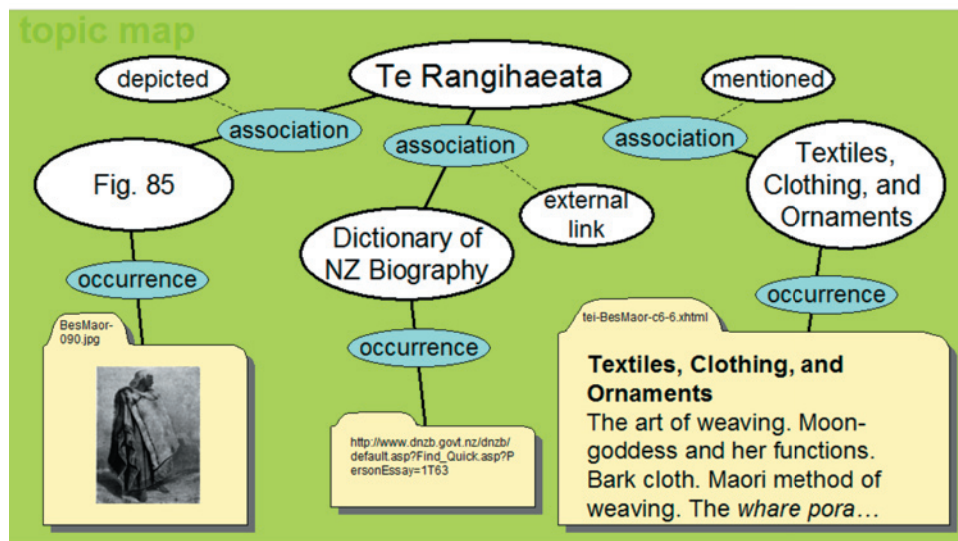 topic map
Te Rangihaeata
depicted
mentioned
association
association
association
Fig. 85
external
link
Textiles,
Clothing, and
Ornaments
Dictionary of
NZ Biography
occurrence
occurrence
occurrence
BesMaor-
090.jpg
http://www.dnzb.govt.nz/dnzb/
default.asp?Find_Quick.asp?P
ersonEssay=1T63
tei-BesMaor-c6-6.xhtml
Textiles, Clothing, and
Ornaments
The art of weaving. Moon-
goddess and her functions.
Bark cloth. Maori method of
weaving. The whare pora…